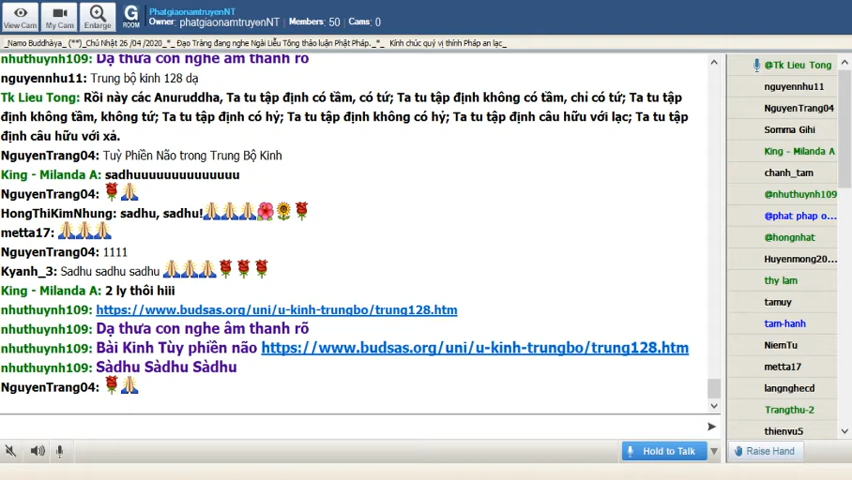 PhatgiaonamtruyenNT
Owner: phatgiaonamtruyenNT | Members: 50 | Cams: 0
View Cam
My Cam
Enlarge
G
ROOM
_Namo Buddhàya_ (**)_Chủ Nhật 26 /04 /2020_*_ Đạo Tràng đang nghe Ngài Liễu Tông thảo luận Phật Pháp._*_ Kính chúc quý vị thính Pháp an lạc_
nhuthuynh109: Dạ thưa con nghe âm thanh rõ
nguyennhu11: Trung bộ kinh 128 dạ
Tk Lieu Tong: Rồi này các Anuruddha, Ta tu tập định có tầm, có tứ; Ta tu tập định không có tầm, chỉ có tứ; Ta tu tập
định không có tầm, không tứ; Ta tu tập định có hỷ; Ta tu tập định không có hỷ; Ta tu tập định câu hữu với lạc; Ta tu tập
định câu hữu với xả.
NguyenTrang04: Tuỳ Phiền Não trong Trung Bộ Kinh
King - Milanda A: sadhuuuuuuuuuuuuuu
NguyenTrang04:
HongThiKimNhung: sadhu, sadhu!
metta17:
NguyenTrang04: 1111
Kyanh_3: Sadhu sadhu sadhu
King - Milanda A: 2 ly thôi hiii
nhuthuynh109: https://www.budsas.org/uni/u-kinh-trungbo/trung128.htm
nhuthuynh109: Dạ thưa con nghe âm thanh rõ
nhuthuynh109: Bài Kinh Tùy phiền não https://www.budsas.org/uni/u-kinh-trungbo/trung128.htm
nhuthuynh109: Sàdhu Sàdhu Sàdhu
NguyenTrang04:
@Tk Lieu Tong
nguyennhu11
NguyenTrang04
Somma Gihi
King - Milanda A
chanh_tam
@nhuthuynh109
@phat phap o...
@hongnhat
Huyenmong20...
thy lam
tamuy
tam-hanh
NiemTu
metta17
langnghecd
Trangthu-2
thienvu5
Hold to Talk
Raise Hand